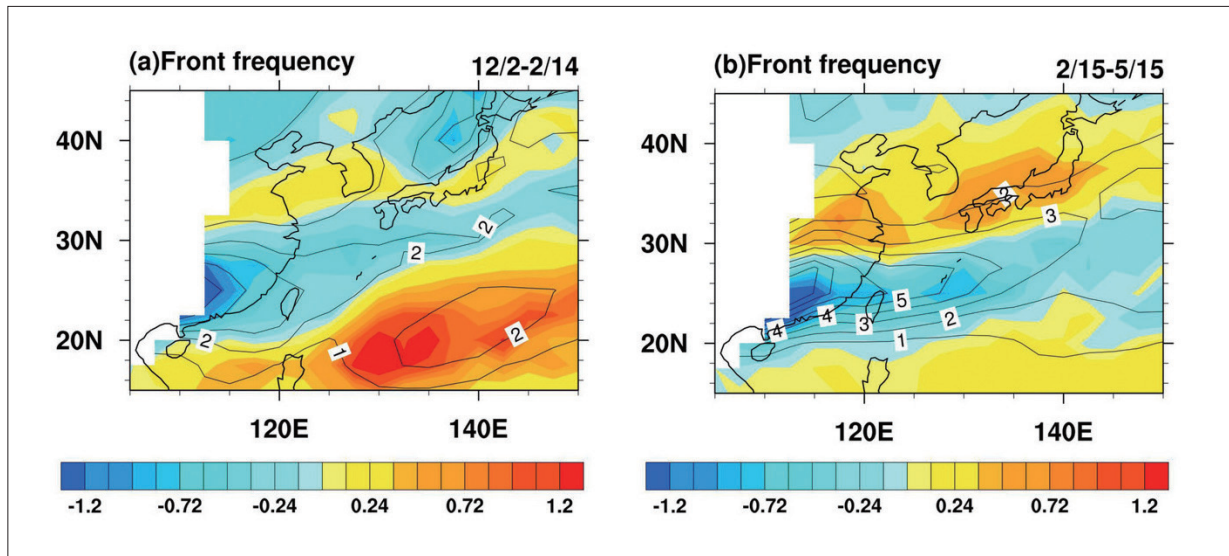 (a)Front frequency 12/2-2/14
40N
30N
20N
120E 140E
2
2
2
2
1
2
-1.2 -0.72 -0.24 0.24 0.72 1.2
(b)Front frequency 2/15-5/15
40N
30N
20N
120E 140E
2
3
5
4 4 3 2
1
-1.2 -0.72 -0.24 0.24 0.72 1.2